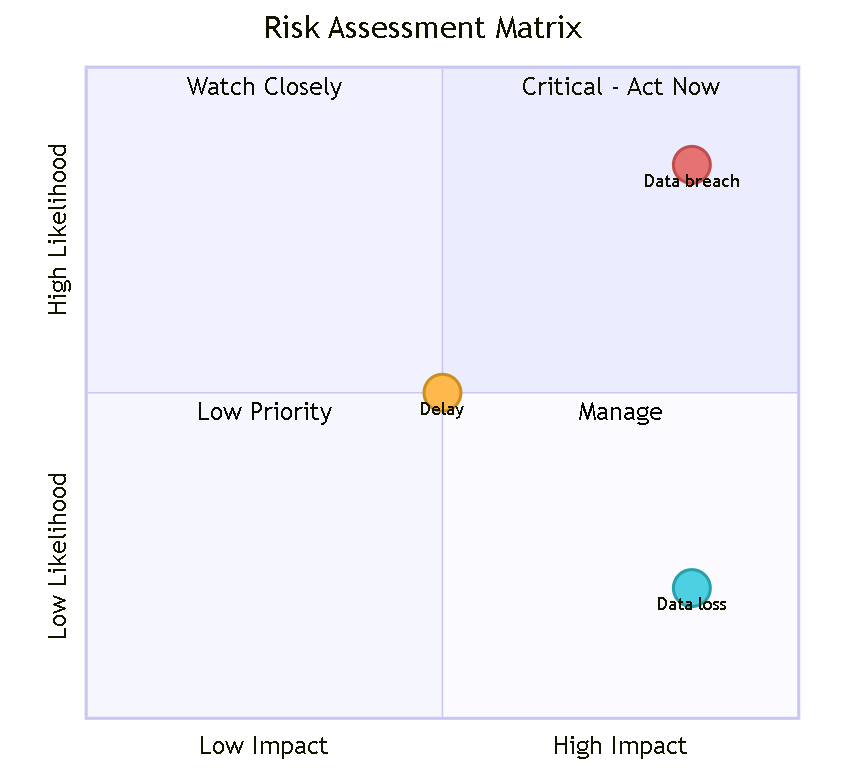 Risk Assessment Matrix
Watch Closely
Critical - Act Now
High Likelihood
Data breach
Delay
Low Priority
Manage
Low Likelihood
Data loss
Low Impact
High Impact